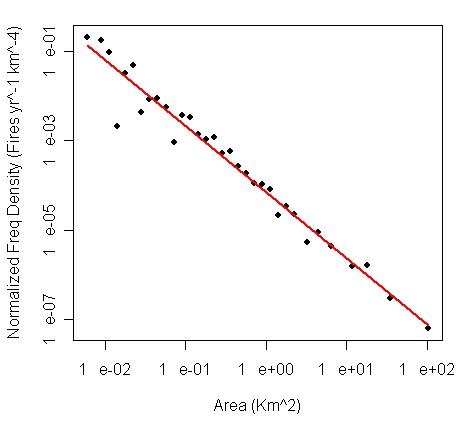 Normalized Freq Density (Fires yr^-1 km^-4)
1 e-01
1 e-03
1 e-05
1 e-07
1 e-02 1 e-01 1 e+00 1 e+01 1 e+02
Area (Km^2)